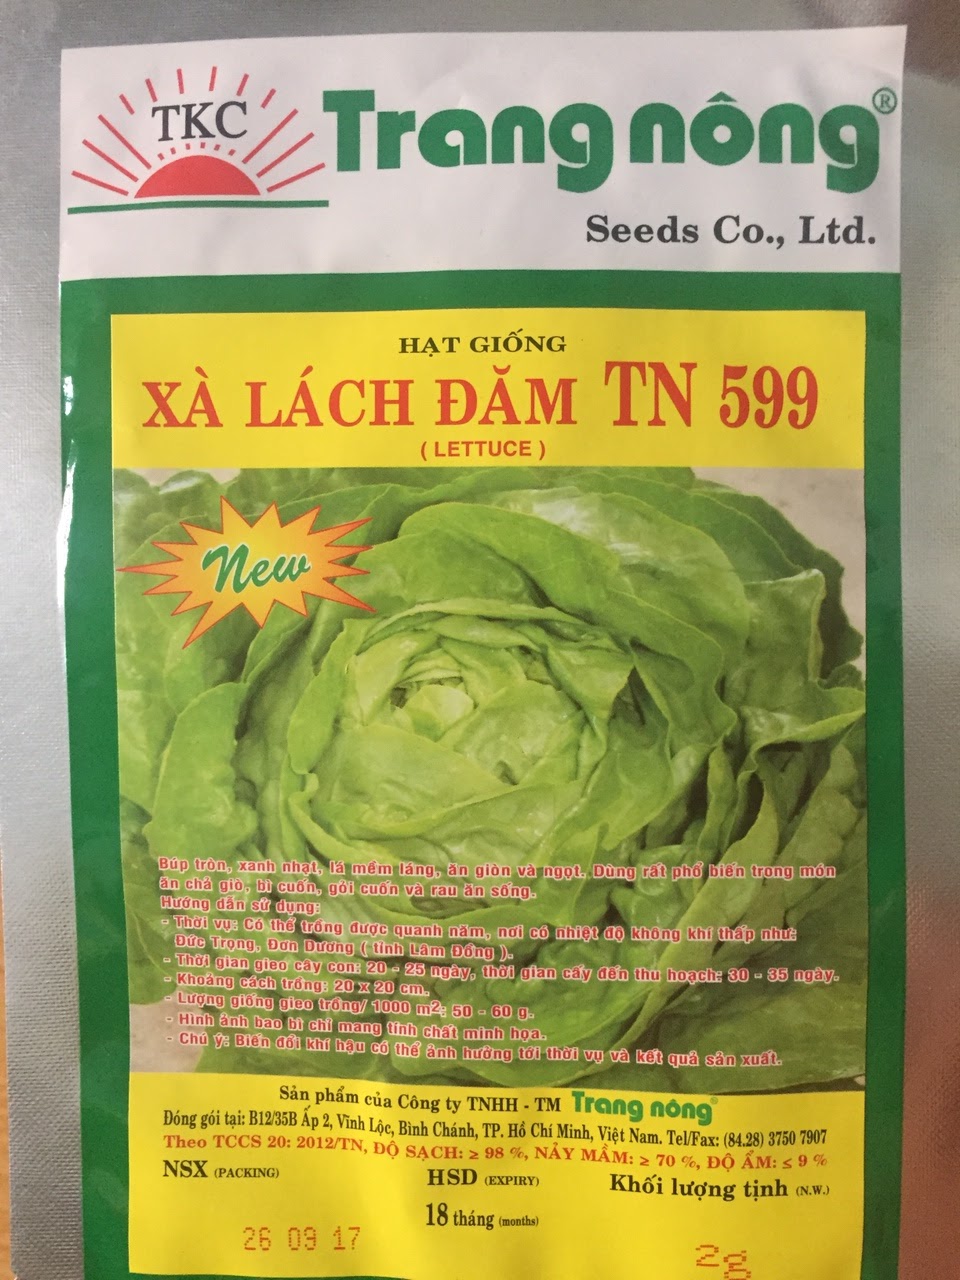 TKC
Trang nông®
Seeds Co., Ltd.
HẠT GIỐNG
XÀ LÁCH ĐĂM TN 599
( LETTUCE )
New
Búp tròn, xanh nhạt, lá mềm láng, ăn giòn và ngọt. Dùng rất phổ biến trong món
ăn chả giò, bì cuốn, gỏi cuốn và rau ăn sống.
Hướng dẫn sử dụng:
- Thời vụ: Có thể trồng được quanh năm, nơi có nhiệt độ không khí thấp như:
Đức Trọng, Đơn Dương ( tỉnh Lâm Đồng ).
- Thời gian gieo cây con: 20 - 25 ngày, thời gian cấy đến thu hoạch: 30 - 35 ngày.
- Khoảng cách trồng: 20 x 20 cm.
- Lượng giống gieo trồng/ 1000 m²: 50 - 60 g.
- Hình ảnh bao bì chỉ mang tính chất minh họa.
- Chú ý: Biến đổi khí hậu có thể ảnh hưởng tới thời vụ và kết quả sản xuất.
Sản phẩm của Công ty TNHH - TM Trang nông®
Đóng gói tại: B12/35B Ấp 2, Vĩnh Lộc, Bình Chánh, TP. Hồ Chí Minh, Việt Nam. Tel/Fax: (84.28) 3750 7907
Theo TCCS 20: 2012/TN, ĐỘ SẠCH: ≥ 98 %, NẢY MẦM: ≥ 70 %, ĐỘ ẨM: ≤ 9 %
NSX (PACKING) HSD (EXPIRY) Khối lượng tịnh (N.W.)
18 tháng (months)
26 09 17 2g